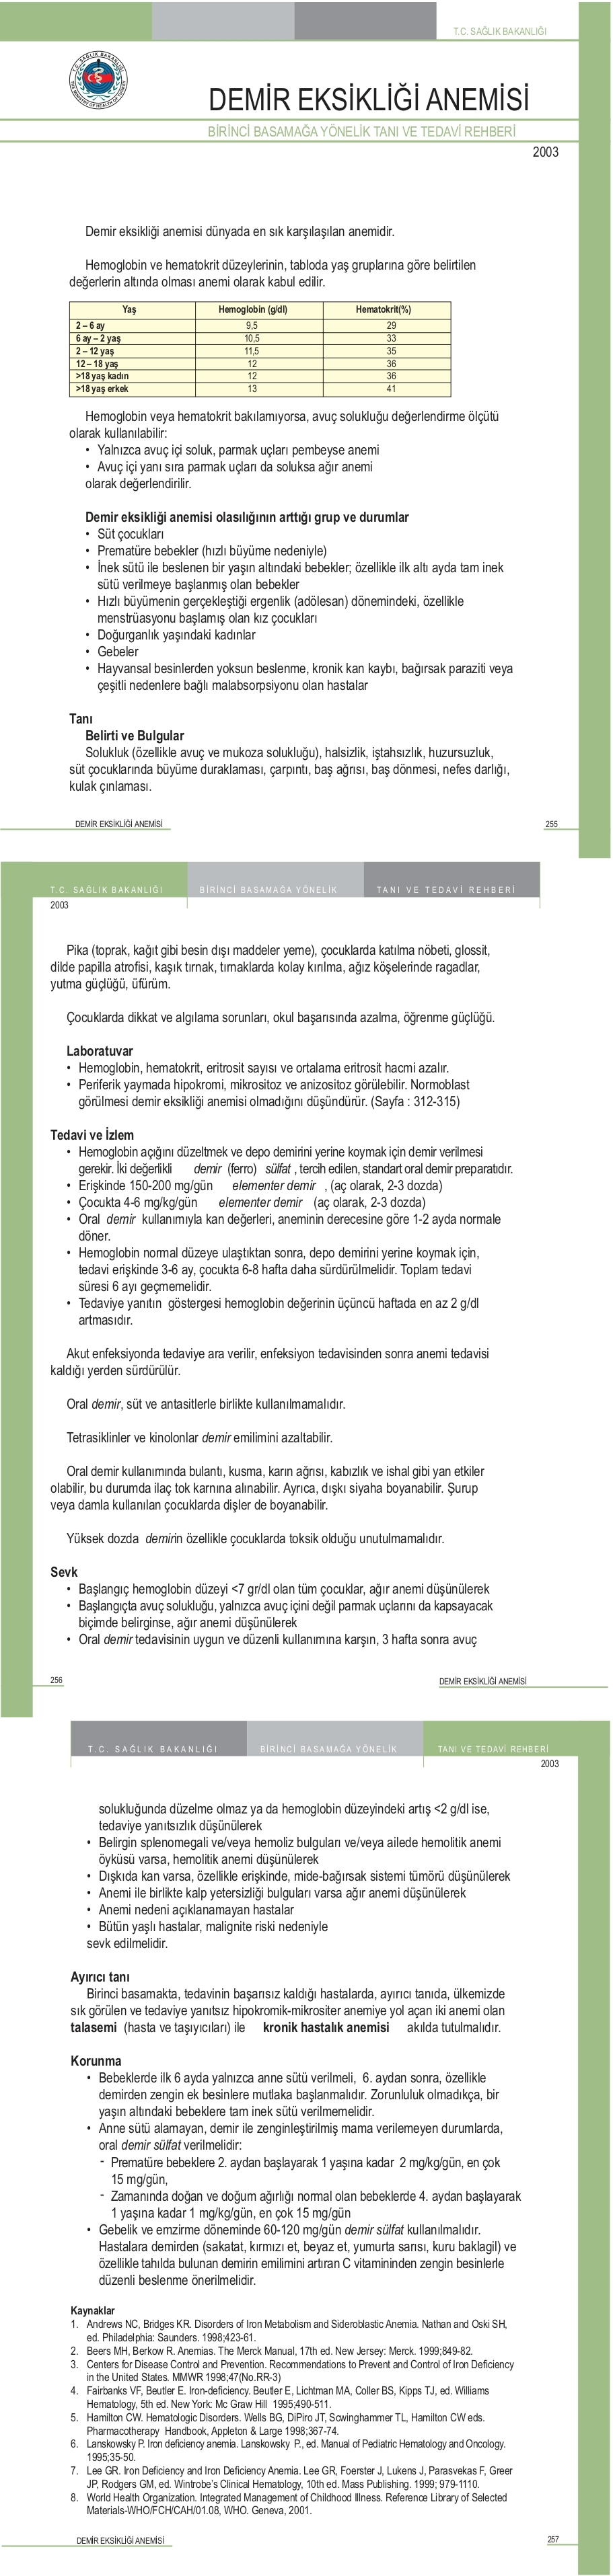 T.C. SAĞLIK BAKANLIĞI
T.C. SAĞLIK BAKANLIĞI
THE MINISTRY OF HEALTH OF TURKEY
DEMİR EKSİKLİĞİ ANEMİSİ
BİRİNCİ BASAMAĞA YÖNELİK TANI VE TEDAVİ REHBERİ
2003
Demir eksikliği anemisi dünyada en sık karşılaşılan anemidir.
Hemoglobin ve hematokrit düzeylerinin, tabloda yaş gruplarına göre belirtilen
değerlerin altında olması anemi olarak kabul edilir.
Yaş Hemoglobin (g/dl) Hematokrit(%)
2 – 6 ay 9,5 29
6 ay – 2 yaş 10,5 33
2 – 12 yaş 11,5 35
12 – 18 yaş 12 36
>18 yaş kadın 12 36
>18 yaş erkek 13 41
Hemoglobin veya hematokrit bakılamıyorsa, avuç solukluğu değerlendirme ölçütü
olarak kullanılabilir:
• Yalnızca avuç içi soluk, parmak uçları pembeyse anemi
• Avuç içi yanı sıra parmak uçları da soluksa ağır anemi
olarak değerlendirilir.
Demir eksikliği anemisi olasılığının arttığı grup ve durumlar
• Süt çocukları
• Prematüre bebekler (hızlı büyüme nedeniyle)
• İnek sütü ile beslenen bir yaşın altındaki bebekler; özellikle ilk altı ayda tam inek
sütü verilmeye başlanmış olan bebekler
• Hızlı büyümenin gerçekleştiği ergenlik (adölesan) dönemindeki, özellikle
menstrüasyonu başlamış olan kız çocukları
• Doğurganlık yaşındaki kadınlar
• Gebeler
• Hayvansal besinlerden yoksun beslenme, kronik kan kaybı, bağırsak paraziti veya
çeşitli nedenlere bağlı malabsorpsiyonu olan hastalar
Tanı
Belirti ve Bulgular
Solukluk (özellikle avuç ve mukoza solukluğu), halsizlik, iştahsızlık, huzursuzluk,
süt çocuklarında büyüme duraklaması, çarpıntı, baş ağrısı, baş dönmesi, nefes darlığı,
kulak çınlaması.
DEMİR EKSİKLİĞİ ANEMİSİ 255
T.C. SAĞLIK BAKANLIĞI BİRİNCİ BASAMAĞA YÖNELİK TANI VE TEDAVİ REHBERİ
2003
Pika (toprak, kağıt gibi besin dışı maddeler yeme), çocuklarda katılma nöbeti, glossit,
dilde papilla atrofisi, kaşık tırnak, tırnaklarda kolay kırılma, ağız köşelerinde ragadlar,
yutma güçlüğü, üfürüm.
Çocuklarda dikkat ve algılama sorunları, okul başarısında azalma, öğrenme güçlüğü.
Laboratuvar
• Hemoglobin, hematokrit, eritrosit sayısı ve ortalama eritrosit hacmi azalır.
• Periferik yaymada hipokromi, mikrositoz ve anizositoz görülebilir. Normoblast
görülmesi demir eksikliği anemisi olmadığını düşündürür. (Sayfa : 312-315)
Tedavi ve İzlem
• Hemoglobin açığını düzeltmek ve depo demirini yerine koymak için demir verilmesi
gerekir. İki değerlikli demir (ferro) sülfat , tercih edilen, standart oral demir preparatıdır.
• Erişkinde 150-200 mg/gün elementer demir , (aç olarak, 2-3 dozda)
• Çocukta 4-6 mg/kg/gün elementer demir (aç olarak, 2-3 dozda)
• Oral demir kullanımıyla kan değerleri, aneminin derecesine göre 1-2 ayda normale
döner.
• Hemoglobin normal düzeye ulaştıktan sonra, depo demirini yerine koymak için,
tedavi erişkinde 3-6 ay, çocukta 6-8 hafta daha sürdürülmelidir. Toplam tedavi
süresi 6 ayı geçmemelidir.
• Tedaviye yanıtın göstergesi hemoglobin değerinin üçüncü haftada en az 2 g/dl
artmasıdır.
Akut enfeksiyonda tedaviye ara verilir, enfeksiyon tedavisinden sonra anemi tedavisi
kaldığı yerden sürdürülür.
Oral demir, süt ve antasitlerle birlikte kullanılmamalıdır.
Tetrasiklinler ve kinolonlar demir emilimini azaltabilir.
Oral demir kullanımında bulantı, kusma, karın ağrısı, kabızlık ve ishal gibi yan etkiler
olabilir, bu durumda ilaç tok karnına alınabilir. Ayrıca, dışkı siyaha boyanabilir. Şurup
veya damla kullanılan çocuklarda dişler de boyanabilir.
Yüksek dozda demirin özellikle çocuklarda toksik olduğu unutulmamalıdır.
Sevk
• Başlangıç hemoglobin düzeyi <7 gr/dl olan tüm çocuklar, ağır anemi düşünülerek
• Başlangıçta avuç solukluğu, yalnızca avuç içini değil parmak uçlarını da kapsayacak
biçimde belirginse, ağır anemi düşünülerek
• Oral demir tedavisinin uygun ve düzenli kullanımına karşın, 3 hafta sonra avuç
256 DEMİR EKSİKLİĞİ ANEMİSİ
T.C. SAĞLIK BAKANLIĞI BİRİNCİ BASAMAĞA YÖNELİK TANI VE TEDAVİ REHBERİ
2003
solukluğunda düzelme olmaz ya da hemoglobin düzeyindeki artış <2 g/dl ise,
tedaviye yanıtsızlık düşünülerek
• Belirgin splenomegali ve/veya hemoliz bulguları ve/veya ailede hemolitik anemi
öyküsü varsa, hemolitik anemi düşünülerek
• Dışkıda kan varsa, özellikle erişkinde, mide-bağırsak sistemi tümörü düşünülerek
• Anemi ile birlikte kalp yetersizliği bulguları varsa ağır anemi düşünülerek
• Anemi nedeni açıklanamayan hastalar
• Bütün yaşlı hastalar, malignite riski nedeniyle
sevk edilmelidir.
Ayırıcı tanı
Birinci basamakta, tedavinin başarısız kaldığı hastalarda, ayırıcı tanıda, ülkemizde
sık görülen ve tedaviye yanıtsız hipokromik-mikrositer anemiye yol açan iki anemi olan
talasemi (hasta ve taşıyıcıları) ile kronik hastalık anemisi akılda tutulmalıdır.
Korunma
• Bebeklerde ilk 6 ayda yalnızca anne sütü verilmeli, 6. aydan sonra, özellikle
demirden zengin ek besinlere mutlaka başlanmalıdır. Zorunluluk olmadıkça, bir
yaşın altındaki bebeklere tam inek sütü verilmemelidir.
• Anne sütü alamayan, demir ile zenginleştirilmiş mama verilemeyen durumlarda,
oral demir sülfat verilmelidir:
- Prematüre bebeklere 2. aydan başlayarak 1 yaşına kadar 2 mg/kg/gün, en çok
15 mg/gün,
- Zamanında doğan ve doğum ağırlığı normal olan bebeklerde 4. aydan başlayarak
1 yaşına kadar 1 mg/kg/gün, en çok 15 mg/gün
• Gebelik ve emzirme döneminde 60-120 mg/gün demir sülfat kullanılmalıdır.
Hastalara demirden (sakatat, kırmızı et, beyaz et, yumurta sarısı, kuru baklagil) ve
özellikle tahılda bulunan demirin emilimini artıran C vitamininden zengin besinlerle
düzenli beslenme önerilmelidir.
Kaynaklar
1. Andrews NC, Bridges KR. Disorders of Iron Metabolism and Sideroblastic Anemia. Nathan and Oski SH,
ed. Philadelphia: Saunders. 1998;423-61.
2. Beers MH, Berkow R. Anemias. The Merck Manual, 17th ed. New Jersey: Merck. 1999;849-82.
3. Centers for Disease Control and Prevention. Recommendations to Prevent and Control of Iron Deficiency
in the United States. MMWR 1998;47(No.RR-3)
4. Fairbanks VF, Beutler E. Iron-deficiency. Beutler E, Lichtman MA, Coller BS, Kipps TJ, ed. Williams
Hematology, 5th ed. New York: Mc Graw Hill 1995;490-511.
5. Hamilton CW. Hematologic Disorders. Wells BG, DiPiro JT, Sowinghammer TL, Hamilton CW eds.
Pharmacotherapy Handbook, Appleton & Large 1998;367-74.
6. Lanskowsky P. Iron deficiency anemia. Lanskowsky P., ed. Manual of Pediatric Hematology and Oncology.
1995;35-50.
7. Lee GR. Iron Deficiency and Iron Deficiency Anemia. Lee GR, Foerster J, Lukens J, Parasvekas F, Greer
JP, Rodgers GM, ed. Wintrobe's Clinical Hematology, 10th ed. Mass Publishing. 1999; 979-1110.
8. World Health Organization. Integrated Management of Childhood Illness. Reference Library of Selected
Materials-WHO/FCH/CAH/01.08, WHO. Geneva, 2001.
DEMİR EKSİKLİĞİ ANEMİSİ 257